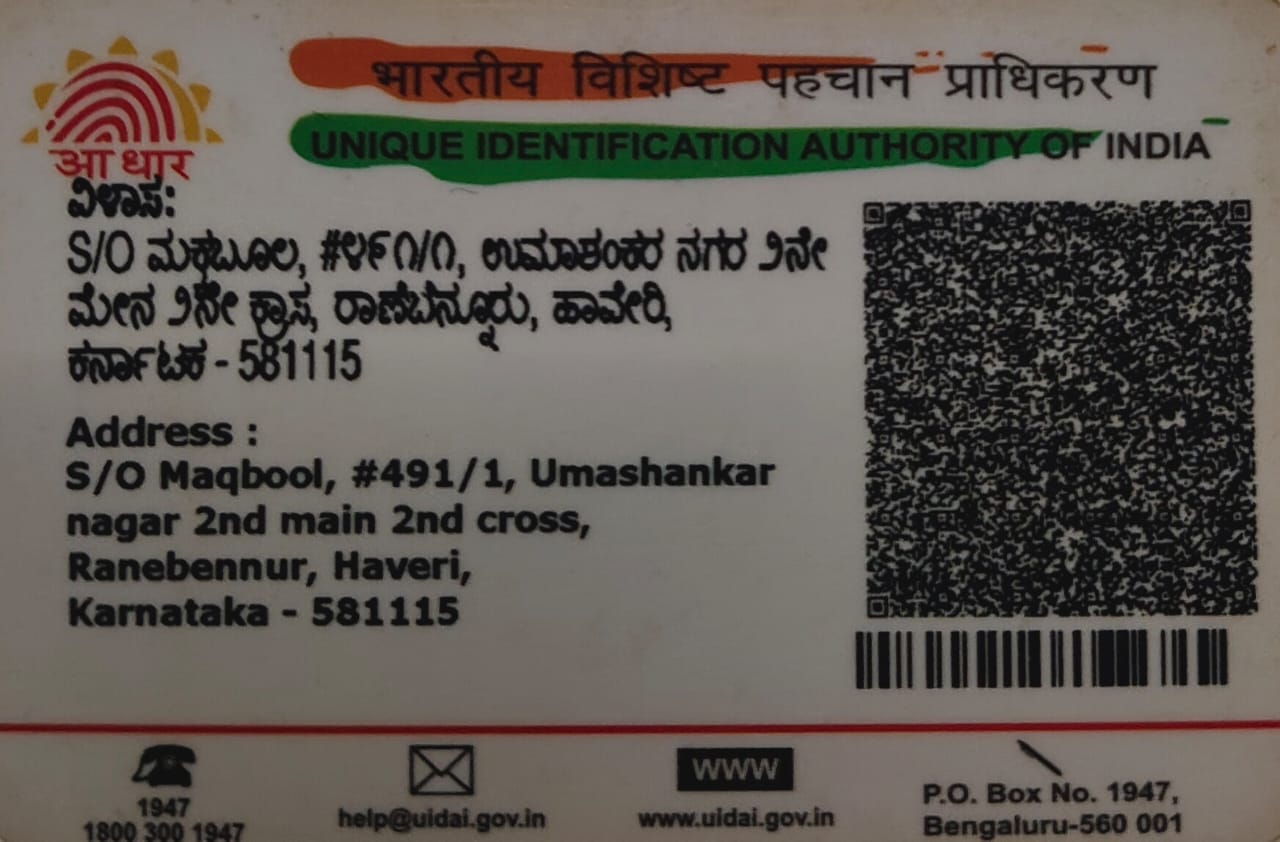 भारतीय विशिष्ट पहचान प्राधिकरण
UNIQUE IDENTIFICATION AUTHORITY OF INDIA
आधार
ವಿಳಾಸ:
S/O ಮಕ್ಬೂಲ, #೪೯೧/೧, ಉಮಾಶಂಕರ ನಗರ ೨ನೇ
ಮೇನ ೨ನೇ ಕ್ರಾಸ, ರಾಣೆಬೆನ್ನೂರು, ಹಾವೇರಿ,
ಕರ್ನಾಟಕ - 581115
Address :
S/O Maqbool, #491/1, Umashankar
nagar 2nd main 2nd cross,
Ranebennur, Haveri,
Karnataka - 581115
1947
1800 300 1947
help@uidai.gov.in
www
www.uidai.gov.in
P.O. Box No. 1947,
Bengaluru-560 001